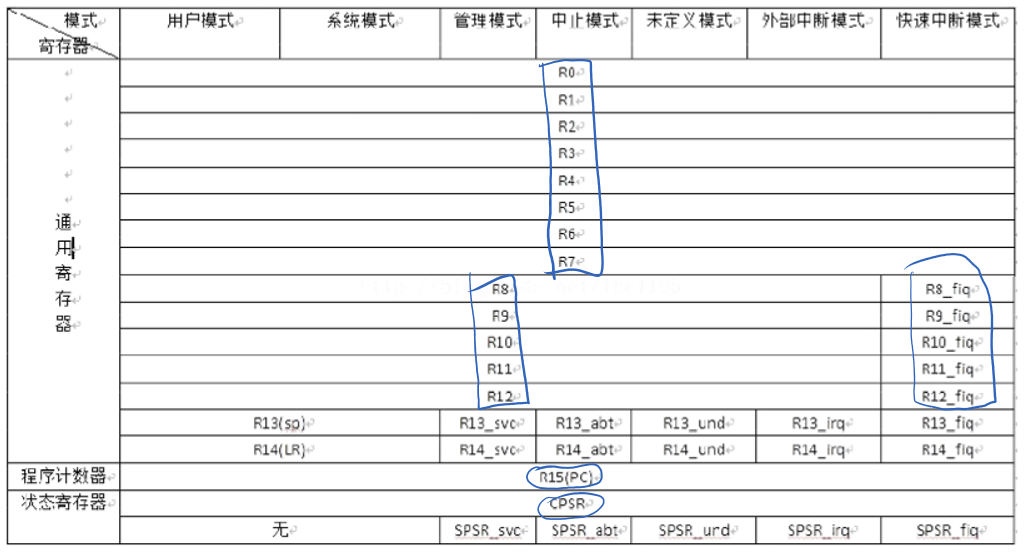 模式 用户模式 系统模式 管理模式 中止模式 未定义模式 外部中断模式 快速中断模式
寄存器
R0
R1
R2
R3
R4
R5
R6
R7
通用寄存器
R8 R8_fiq
R9 R9_fiq
R10 R10_fiq
R11 R11_fiq
R12 R12_fiq
R13(sp) R13_svc R13_abt R13_und R13_irq R13_fiq
R14(LR) R14_svc R14_abt R14_und R14_irq R14_fiq
程序计数器 R15(PC)
状态寄存器 CPSR
无 SPSR_svc SPSR_abt SPSR_und SPSR_irq SPSR_fiq